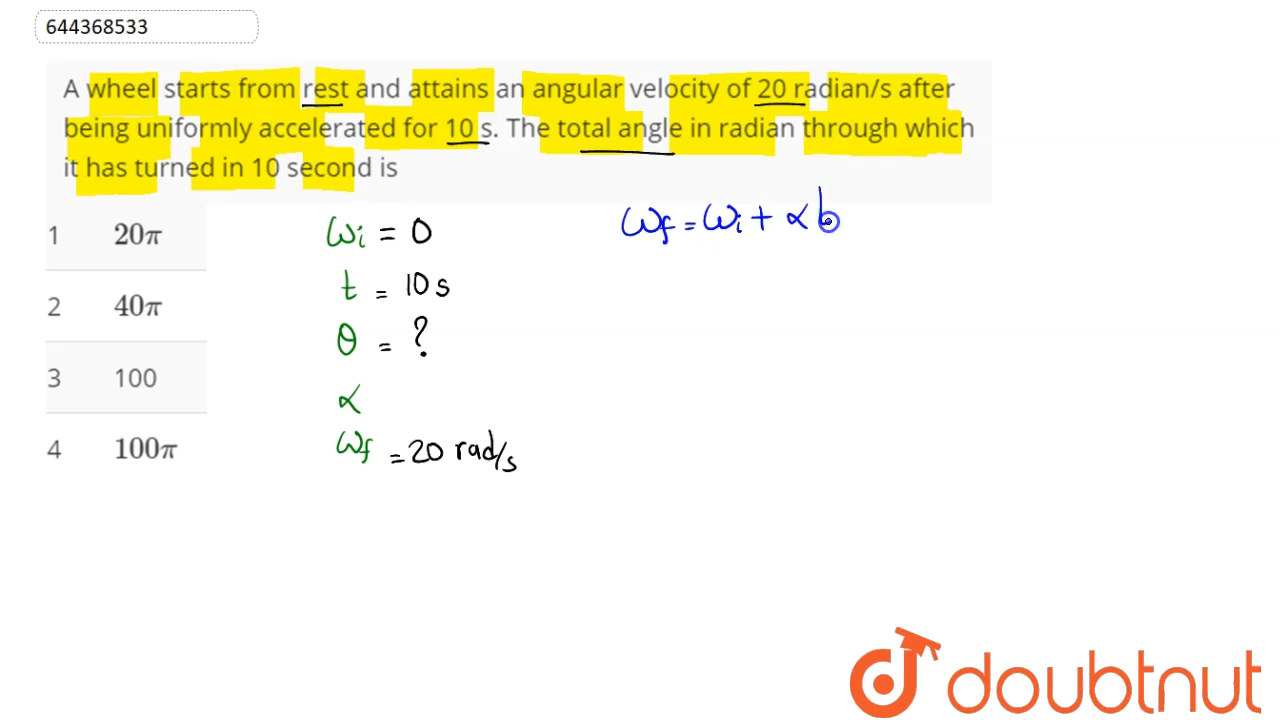 644368533
A wheel starts from rest and attains an angular velocity of 20 radian/s after
being uniformly accelerated for 10 s. The total angle in radian through which
it has turned in 10 second is
1 20π
2 40π
3 100
4 100π
ωi = 0
t = 10 s
θ = ?
α
ωf = 20 rad/s
ωf = ωi + α
doubtnut